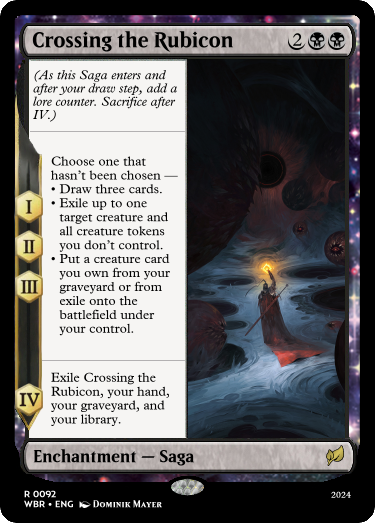 Crossing the Rubicon 2
(As this Saga enters and
after your draw step, add a
lore counter. Sacrifice after
IV.)
I
II
III
Choose one that
hasn't been chosen —
• Draw three cards.
• Exile up to one
target creature and
all creature tokens
you don't control.
• Put a creature card
you own from your
graveyard or from
exile onto the
battlefield under
your control.
IV
Exile Crossing the
Rubicon, your hand,
your graveyard, and
your library.
Enchantment — Saga
R 0092
WBR • ENG Dominik Mayer
2024